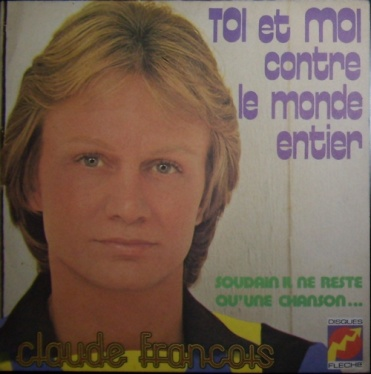 TOI et MOI
contre
le monde
entier
SOUDAIN IL NE RESTE
QU'UNE CHANSON...
claude françois
DISQUES
FLECHE